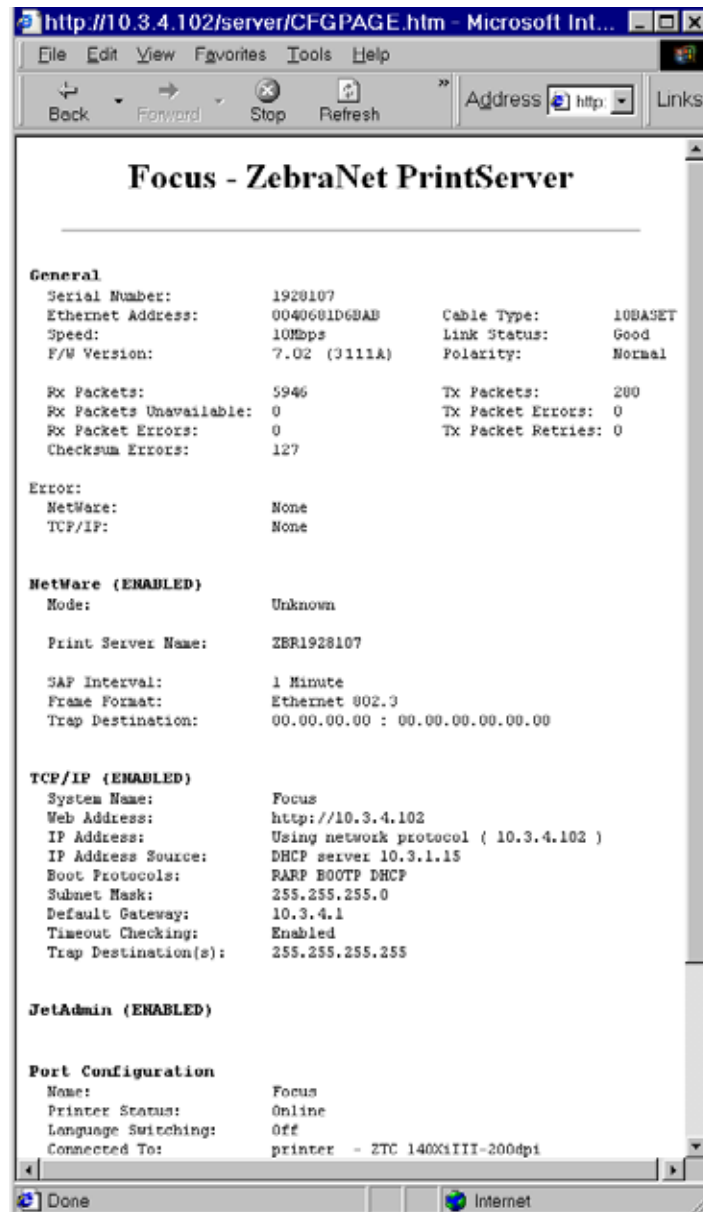 http://10.3.4.102/server/CFGPAGE.htm - Microsoft Int...
File Edit View Favorites Tools Help
Back Forward Stop Refresh » Address http: Links
Focus - ZebraNet PrintServer
General
Serial Number: 1928107
Ethernet Address: 0040681D6BAB Cable Type: 10BASET
Speed: 10Mbps Link Status: Good
F/W Version: 7.02 (3111A) Polarity: Normal
Rx Packets: 5946 Tx Packets: 280
Rx Packets Unavailable: 0 Tx Packet Errors: 0
Rx Packet Errors: 0 Tx Packet Retries: 0
Checksum Errors: 127
Error:
NetWare: None
TCP/IP: None
NetWare (ENABLED)
Mode: Unknown
Print Server Name: ZBR1928107
SAP Interval: 1 Minute
Frame Format: Ethernet 802.3
Trap Destination: 00.00.00.00 : 00.00.00.00.00.00
TCP/IP (ENABLED)
System Name: Focus
Web Address: http://10.3.4.102
IP Address: Using network protocol ( 10.3.4.102 )
IP Address Source: DHCP server 10.3.1.15
Boot Protocols: RARP BOOTP DHCP
Subnet Mask: 255.255.255.0
Default Gateway: 10.3.4.1
Timeout Checking: Enabled
Trap Destination(s): 255.255.255.255
JetAdmin (ENABLED)
Port Configuration
Name: Focus
Printer Status: Online
Language Switching: Off
Connected To: printer - ZTC 140XiIII-200dpi
Done Internet